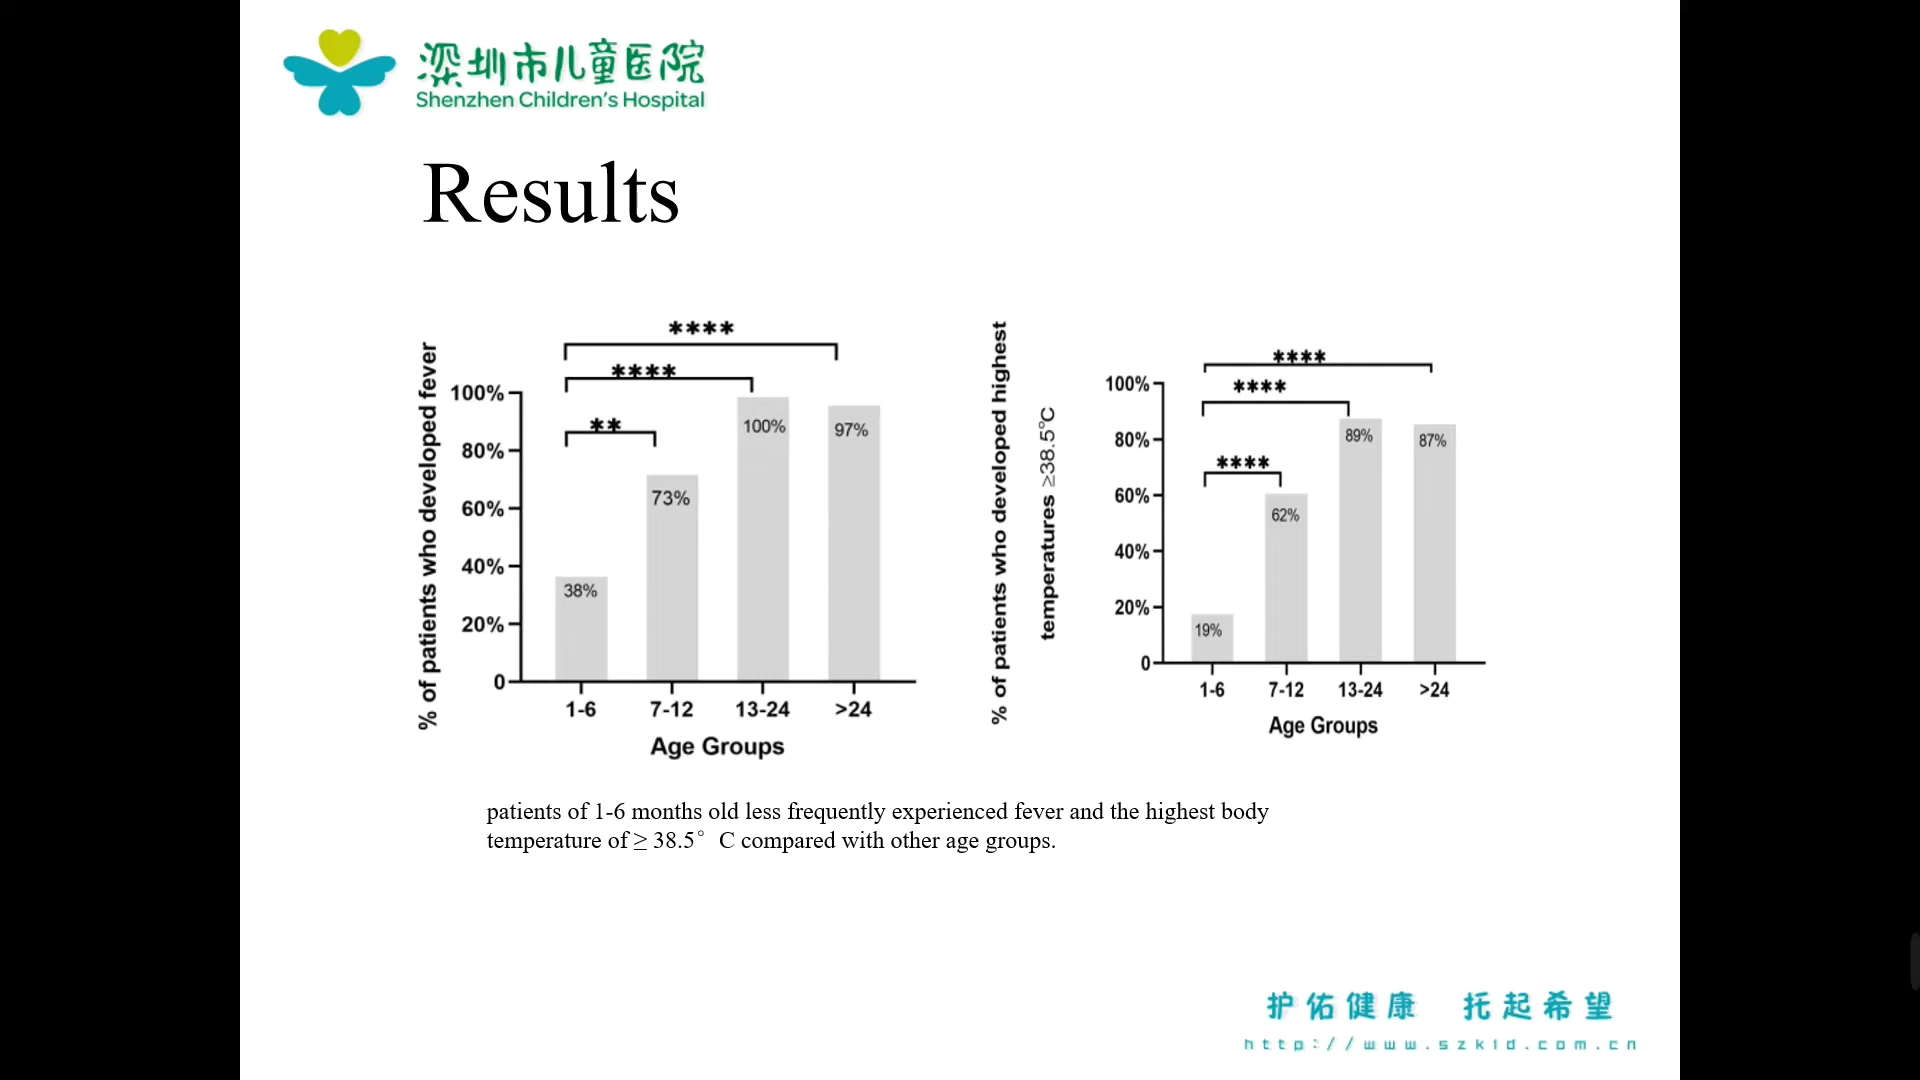 深圳市儿童医院
Shenzhen Children's Hospital
Results
% of patients who developed fever
****
****
**
100%
80%
60%
40%
20%
0
38%
73%
100%
97%
1-6
7-12
13-24
>24
Age Groups
% of patients who developed highest
temperatures ≥38.5℃
****
****
****
100%
80%
60%
40%
20%
0
19%
62%
89%
87%
1-6
7-12
13-24
>24
Age Groups
patients of 1-6 months old less frequently experienced fever and the highest body
temperature of ≥ 38.5° C compared with other age groups.
护佑健康 托起希望
http://www.szkid.com.cn